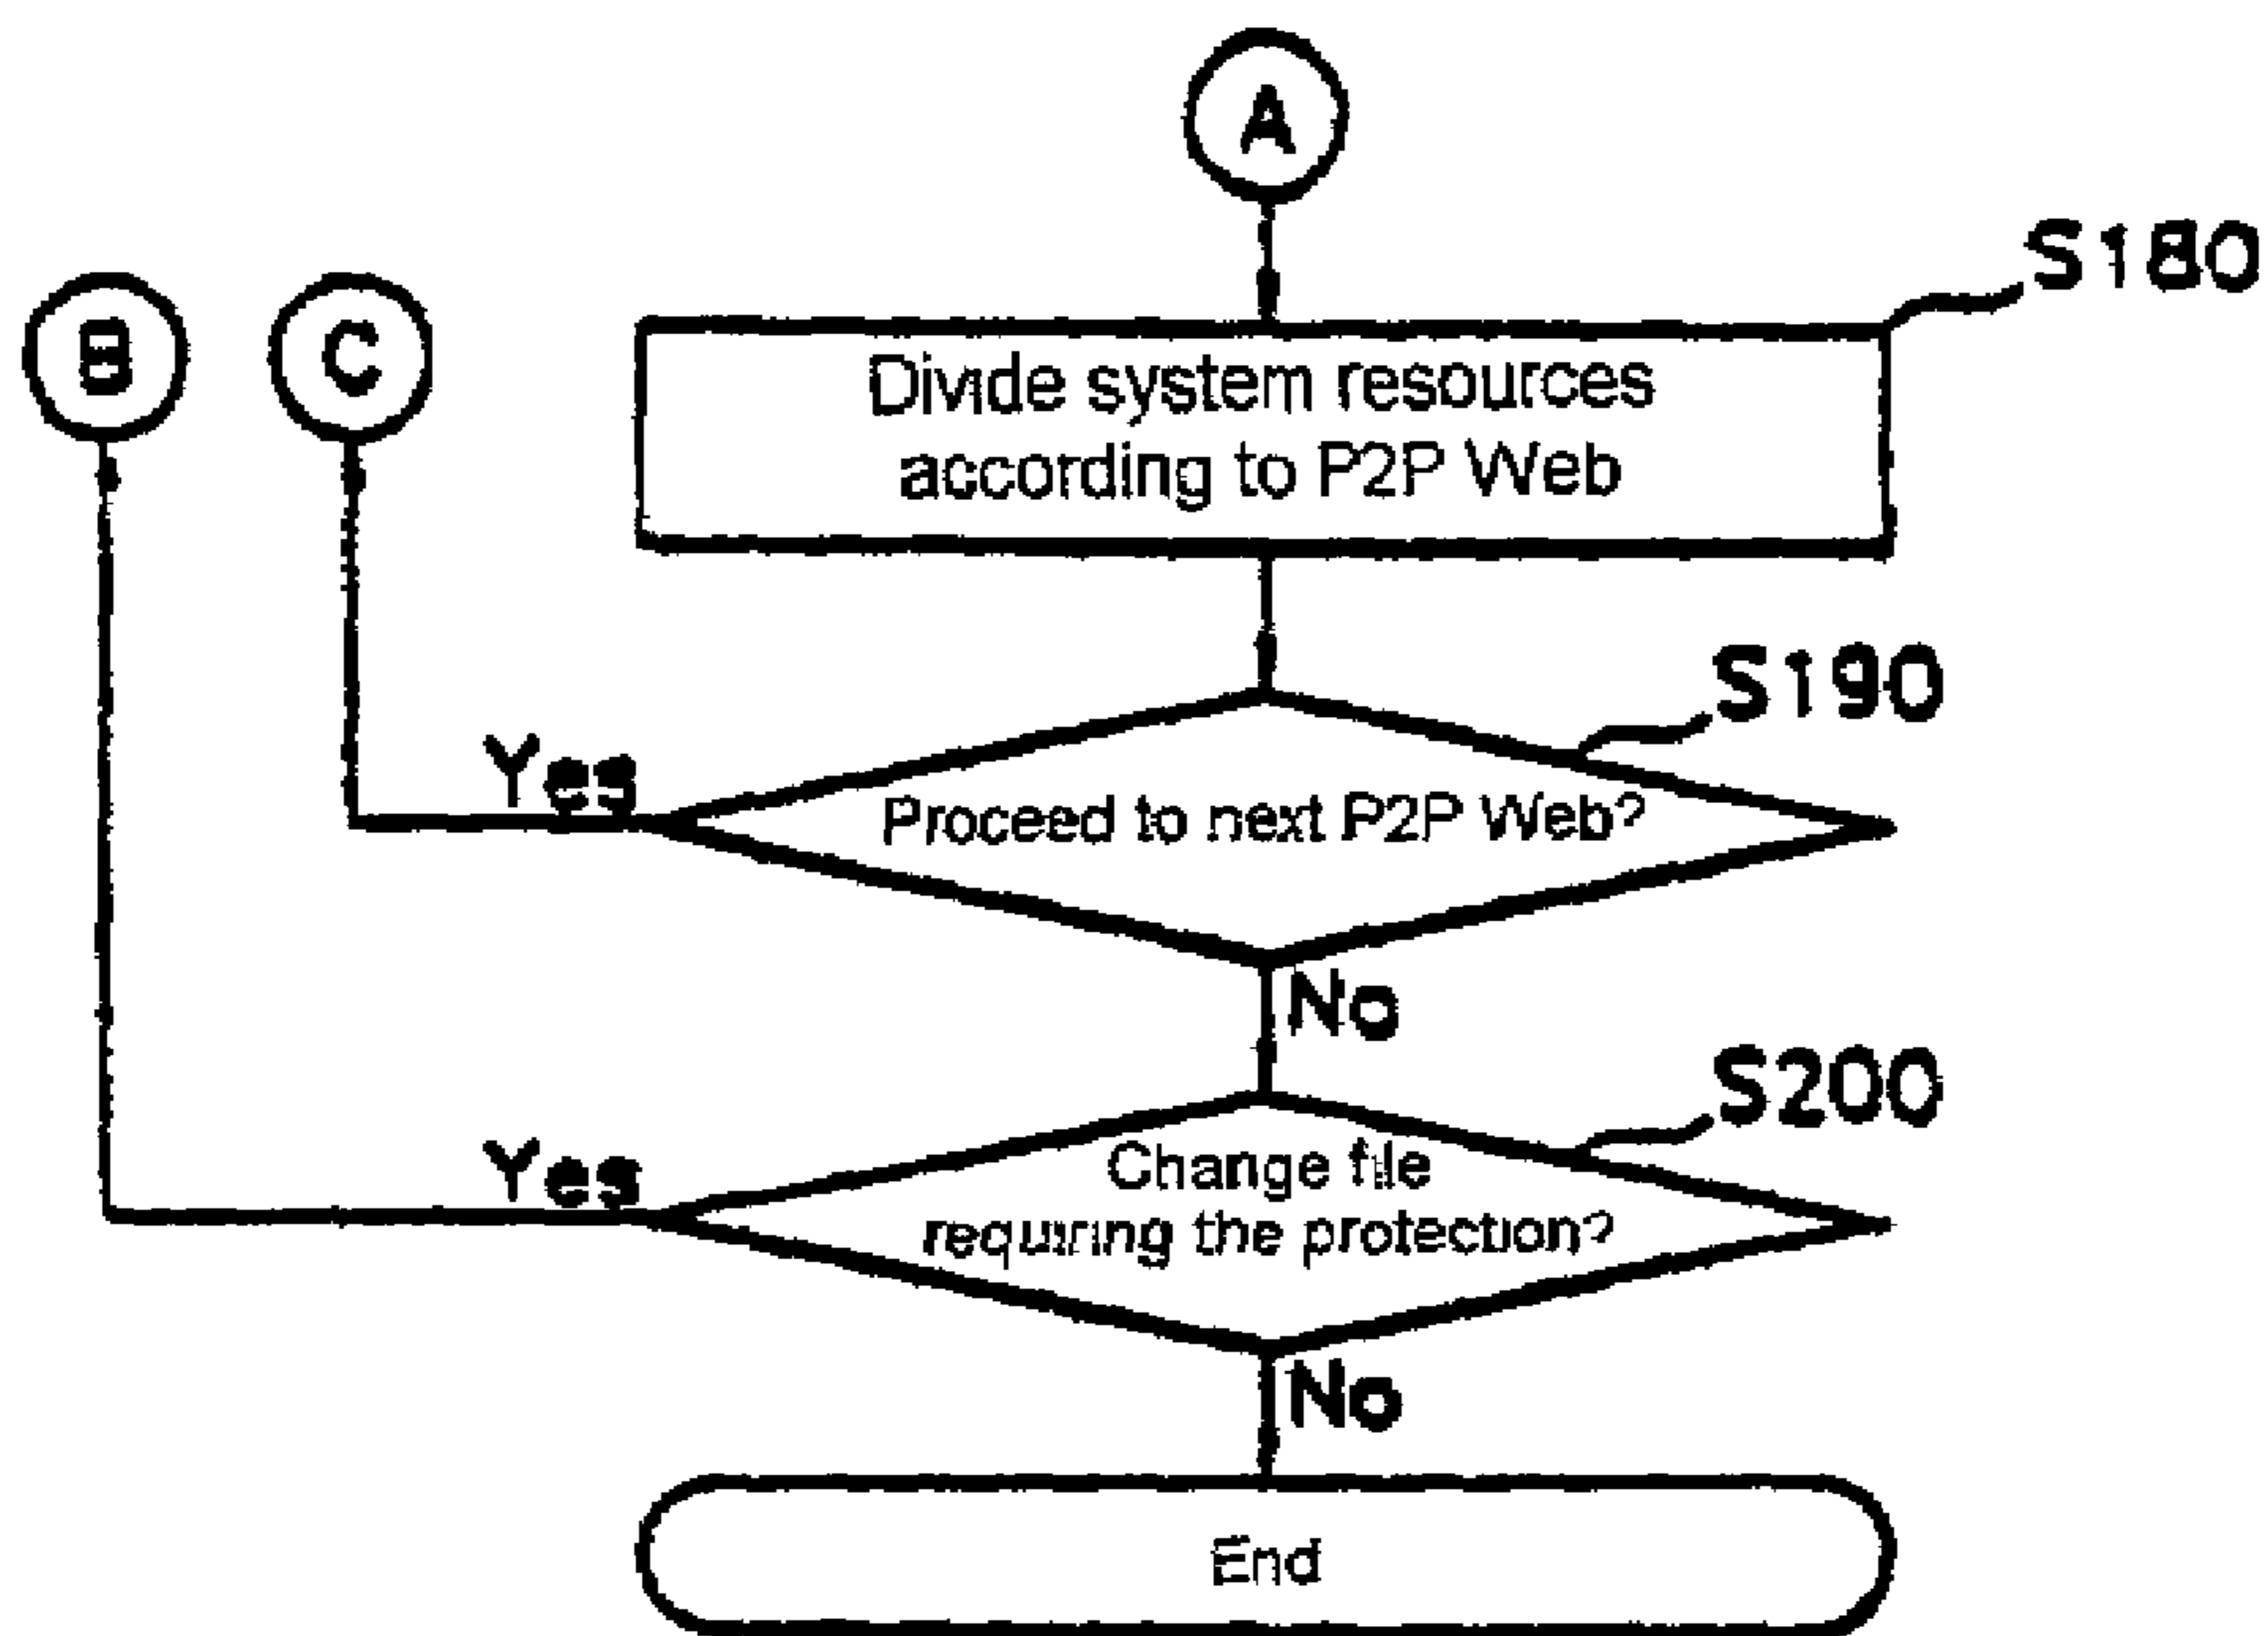 A
S180
B
C
Divide system resources
according to P2P Web
S190
Yes
Proceed to next P2P Web?
No
S200
Yes
Change file
requiring the protection?
No
End